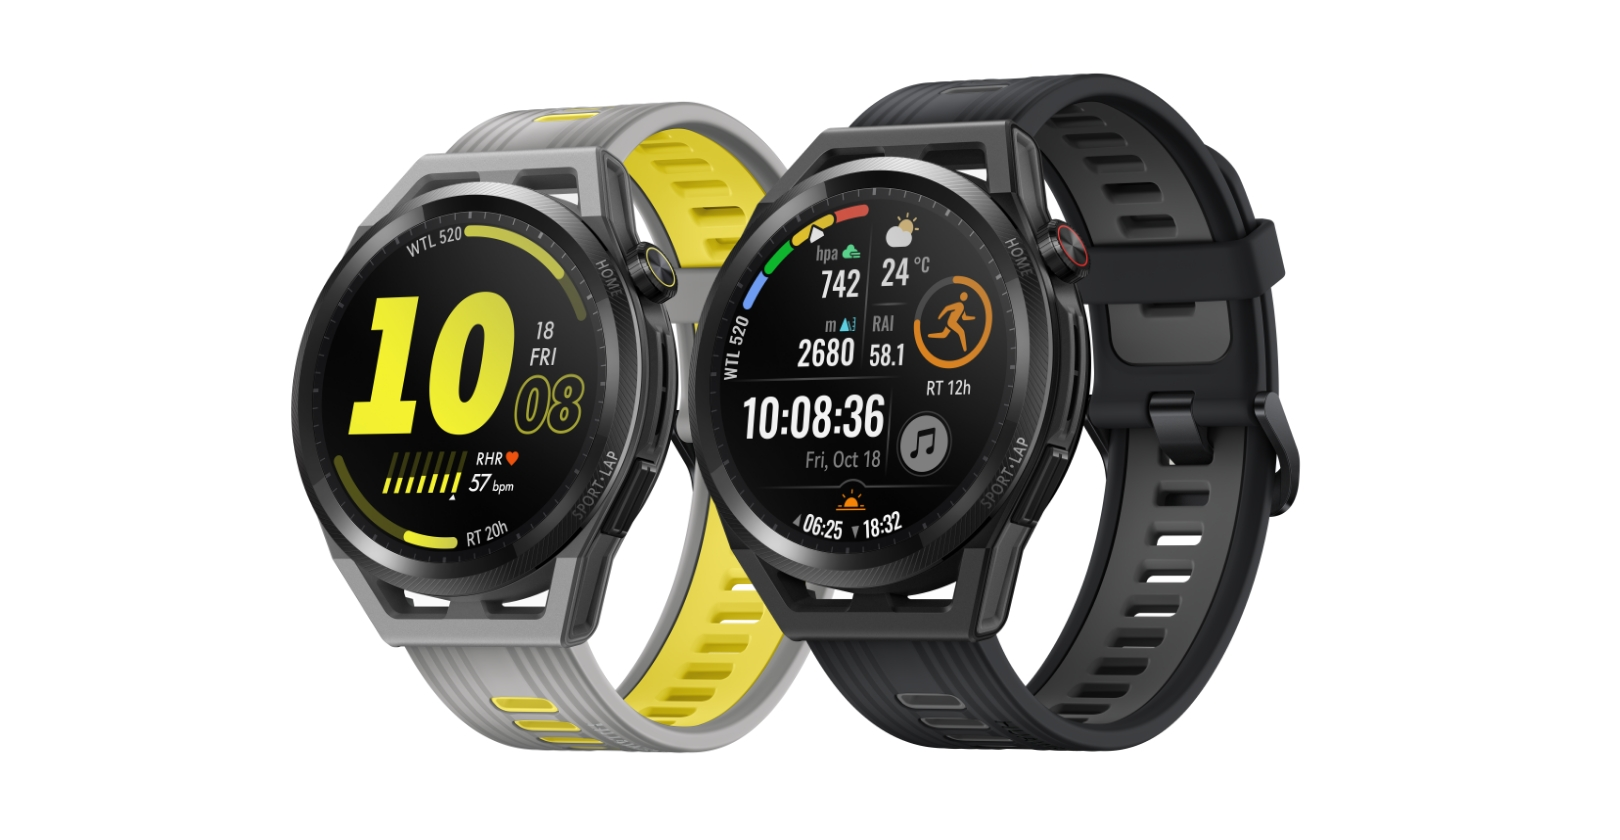 WTL 520
HOME
10
18
FRI
08
RHR
57 bpm
SPORT·LAP
RT 20h
HOME
hpa
742
24 °C
WTL 520
m
2680
RAI
58.1
RT 12h
10:08:36
Fri, Oct 18
SPORT·LAP
06:25
18:32